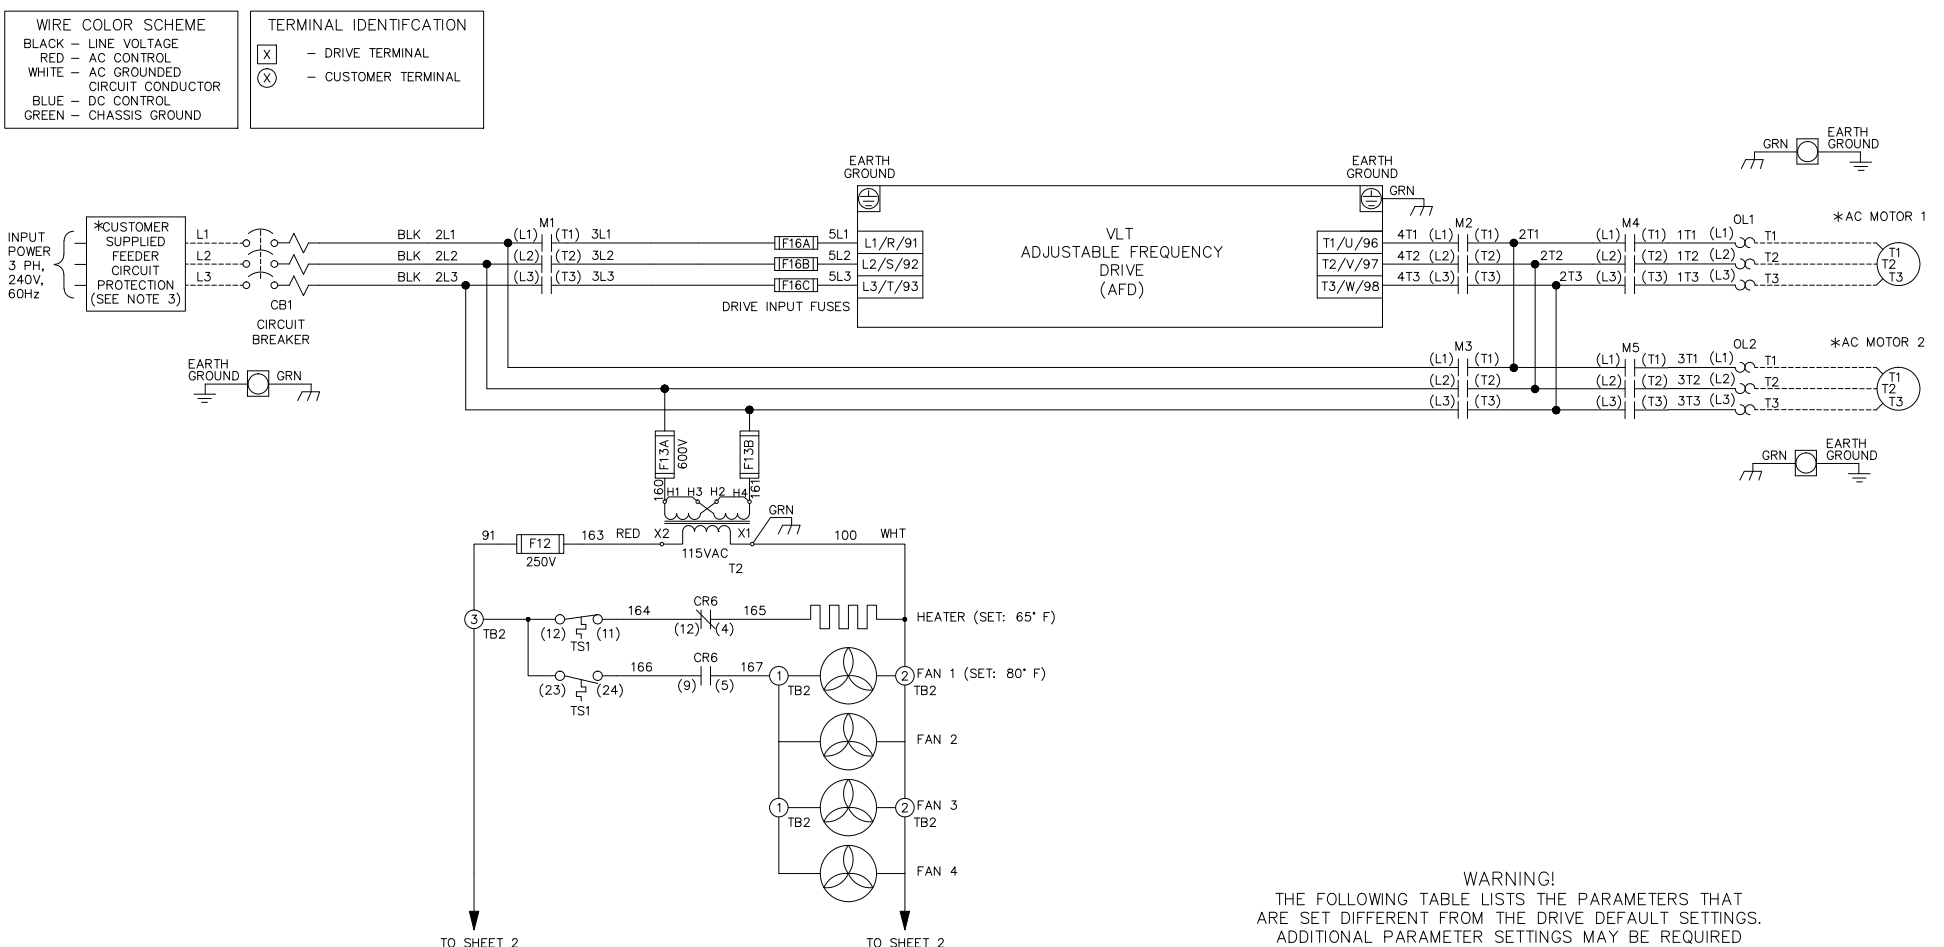 WIRE COLOR SCHEME
BLACK – LINE VOLTAGE
RED – AC CONTROL
WHITE – AC GROUNDED
CIRCUIT CONDUCTOR
BLUE – DC CONTROL
GREEN – CHASSIS GROUND
TERMINAL IDENTIFCATION
X – DRIVE TERMINAL
X – CUSTOMER TERMINAL
GRN
EARTH
GROUND
EARTH
GROUND
EARTH
GROUND
GRN
INPUT
POWER
3 PH,
240V,
60Hz
*CUSTOMER
SUPPLIED
FEEDER
CIRCUIT
PROTECTION
(SEE NOTE 3)
M1
M2
M4
OL1
*AC MOTOR 1
L1 BLK 2L1 (L1) (T1) 3L1 F16A 5L1 L1/R/91
L2 BLK 2L2 (L2) (T2) 3L2 F16B 5L2 L2/S/92
L3 BLK 2L3 (L3) (T3) 3L3 F16C 5L3 L3/T/93
CB1
CIRCUIT
BREAKER
DRIVE INPUT FUSES
VLT
ADJUSTABLE FREQUENCY
DRIVE
(AFD)
T1/U/96 4T1 (L1) (T1) 2T1 (L1) (T1) 1T1 (L1) T1
T2/V/97 4T2 (L2) (T2) 2T2 (L2) (T2) 1T2 (L2) T2
T3/W/98 4T3 (L3) (T3) 2T3 (L3) (T3) 1T3 (L3) T3
T1
T2
T3
EARTH
GROUND
GRN
M3
M5
OL2
*AC MOTOR 2
(L1) (T1) (L1) (T1) 3T1 (L1) T1
(L2) (T2) (L2) (T2) 3T2 (L2) T2
(L3) (T3) (L3) (T3) 3T3 (L3) T3
T1
T2
T3
GRN
EARTH
GROUND
F13A
600V
F13B
160
161
H1 H3 H2 H4
GRN
91 F12 163 RED X2 X1 100 WHT
250V
115VAC
T2
3
TB2
(12) (11)
TS1
164
CR6
(12) (4)
165
HEATER (SET: 65° F)
(23) (24)
TS1
166
CR6
(9) (5)
167
1
TB2
2
TB2
FAN 1 (SET: 80° F)
FAN 2
1
TB2
2
TB2
FAN 3
FAN 4
TO SHEET 2
TO SHEET 2
WARNING!
THE FOLLOWING TABLE LISTS THE PARAMETERS THAT
ARE SET DIFFERENT FROM THE DRIVE DEFAULT SETTINGS.
ADDITIONAL PARAMETER SETTINGS MAY BE REQUIRED